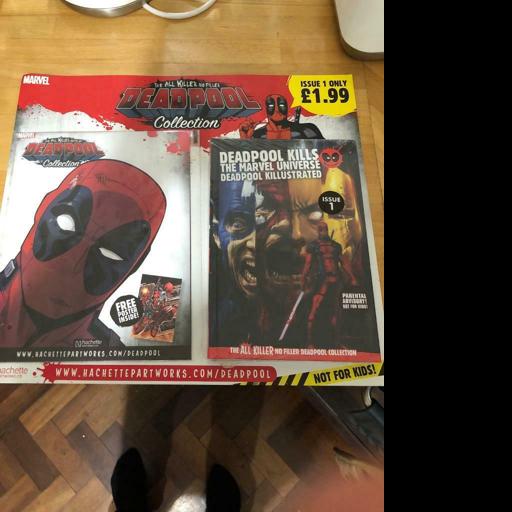 MARVEL
THE ALL KILLER NO FILLER
DEADPOOL
Collection
ISSUE 1 ONLY
£1.99
MARVEL
DEADPOOL
Collection
FREE
POSTER
INSIDE!
hachette
WWW.HACHETTEPARTWORKS.COM/DEADPOOL
DEADPOOL KILLS
THE MARVEL UNIVERSE
DEADPOOL KILLUSTRATED
ISSUE
1
PARENTAL
ADVISORY!
NOT FOR KIDS!
THE ALL KILLER NO FILLER DEADPOOL COLLECTION
hachette
WWW.HACHETTEPARTWORKS.COM/DEADPOOL
NOT FOR KIDS!